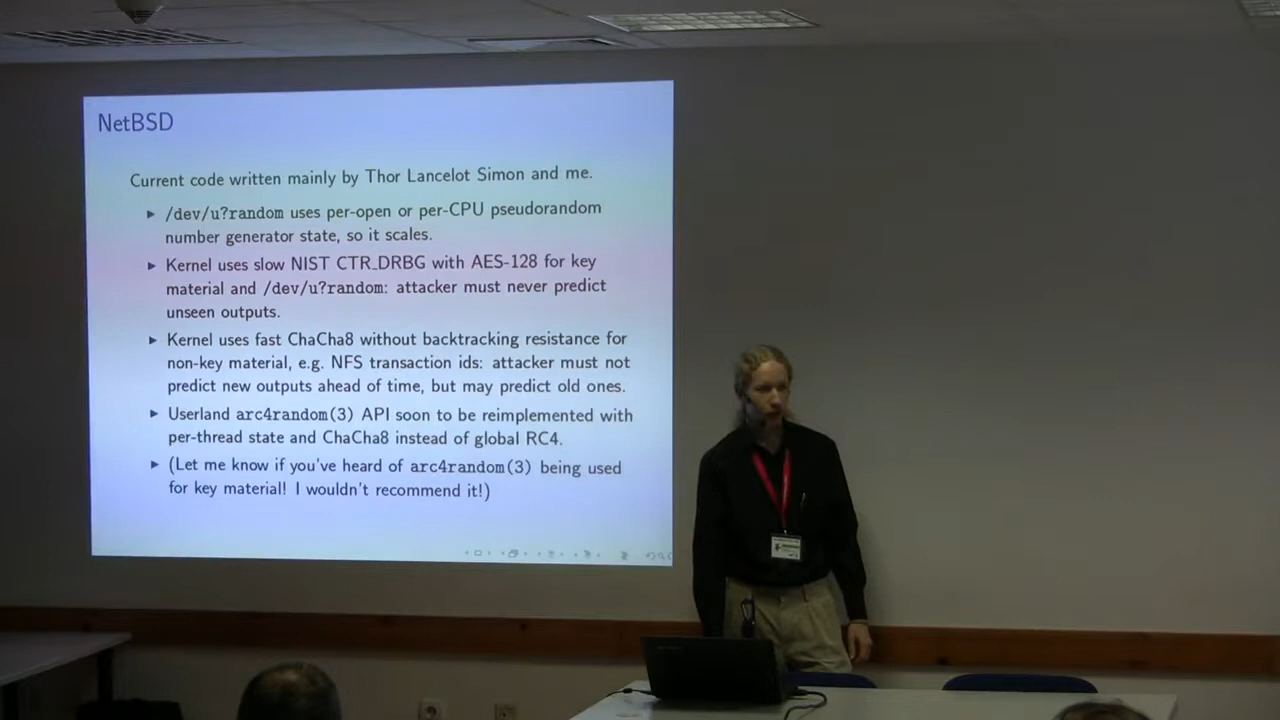 NetBSD
Current code written mainly by Thor Lancelot Simon and me.
▶ /dev/u?random uses per-open or per-CPU pseudorandom
number generator state, so it scales.
▶ Kernel uses slow NIST CTR_DRBG with AES-128 for key
material and /dev/u?random: attacker must never predict
unseen outputs.
▶ Kernel uses fast ChaCha8 without backtracking resistance for
non-key material, e.g. NFS transaction ids: attacker must not
predict new outputs ahead of time, but may predict old ones.
▶ Userland arc4random(3) API soon to be reimplemented with
per-thread state and ChaCha8 instead of global RC4.
▶ (Let me know if you've heard of arc4random(3) being used
for key material! I wouldn't recommend it!)